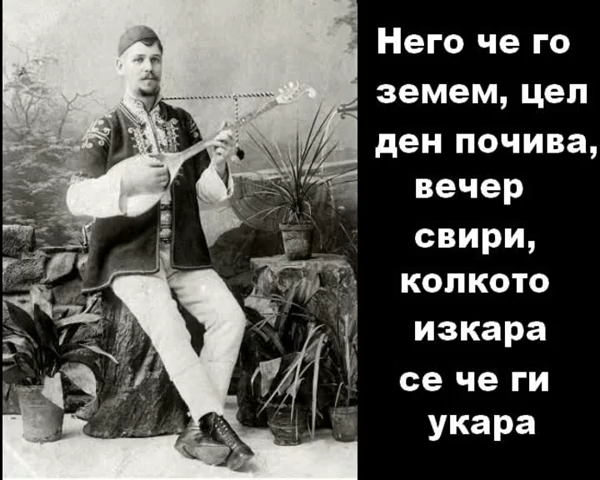 Него че го
земем, цел
ден почива,
вечер
свири,
колкото
изкара
се че ги
укара